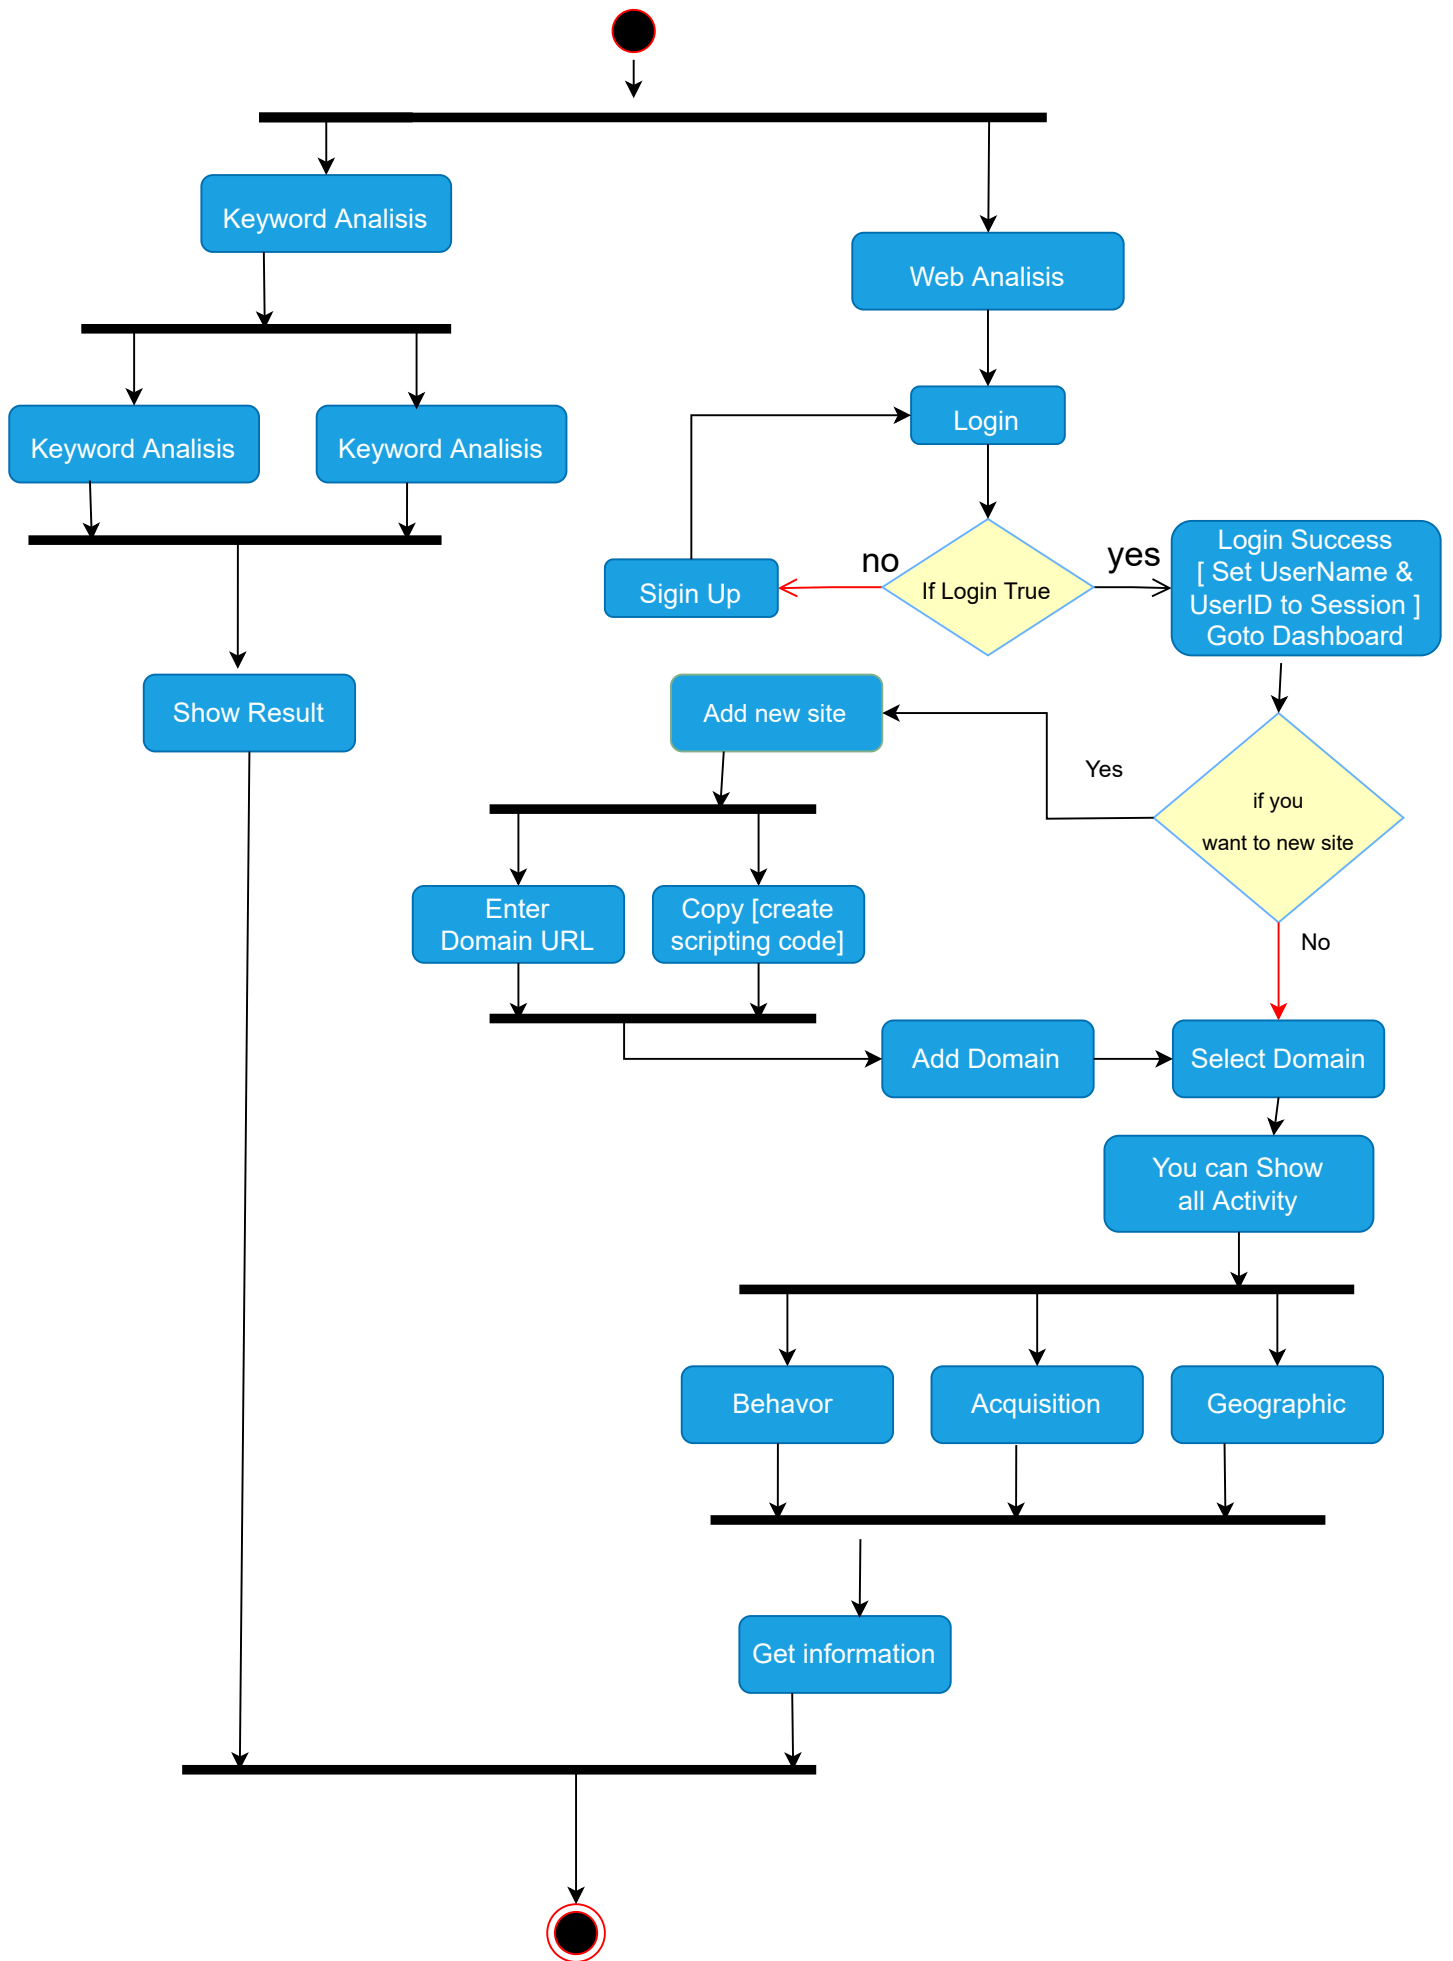 Keyword Analisis
Web Analisis
Login
Keyword Analisis
Keyword Analisis
no
yes
If Login True
Sigin Up
Login Success
[ Set UserName &
UserID to Session ]
Goto Dashboard
Show Result
Add new site
Yes
if you
want to new site
No
Enter
Domain URL
Copy [create
scripting code]
Add Domain
Select Domain
You can Show
all Activity
Behavor
Acquisition
Geographic
Get information